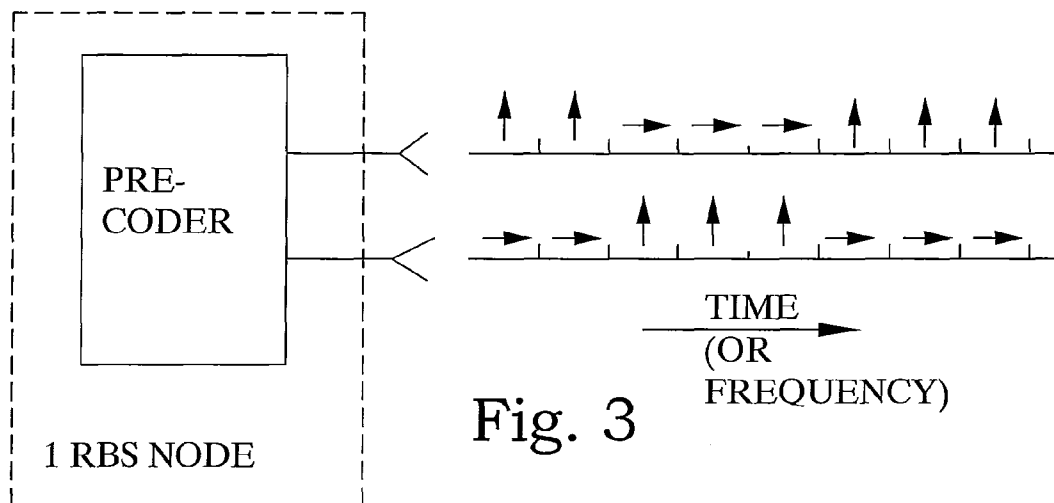 PRE-
CODER
TIME
(OR
FREQUENCY)
Fig. 3
1 RBS NODE